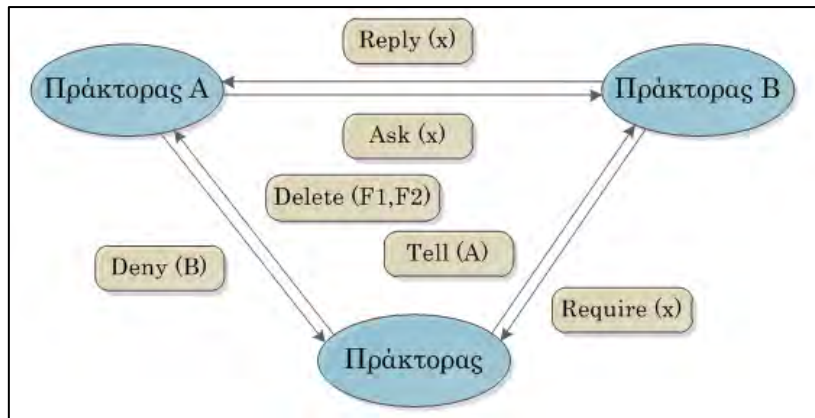 Reply (x)
Πράκτορας Α
Πράκτορας Β
Ask (x)
Delete (F1,F2)
Tell (A)
Deny (B)
Require (x)
Πράκτορας